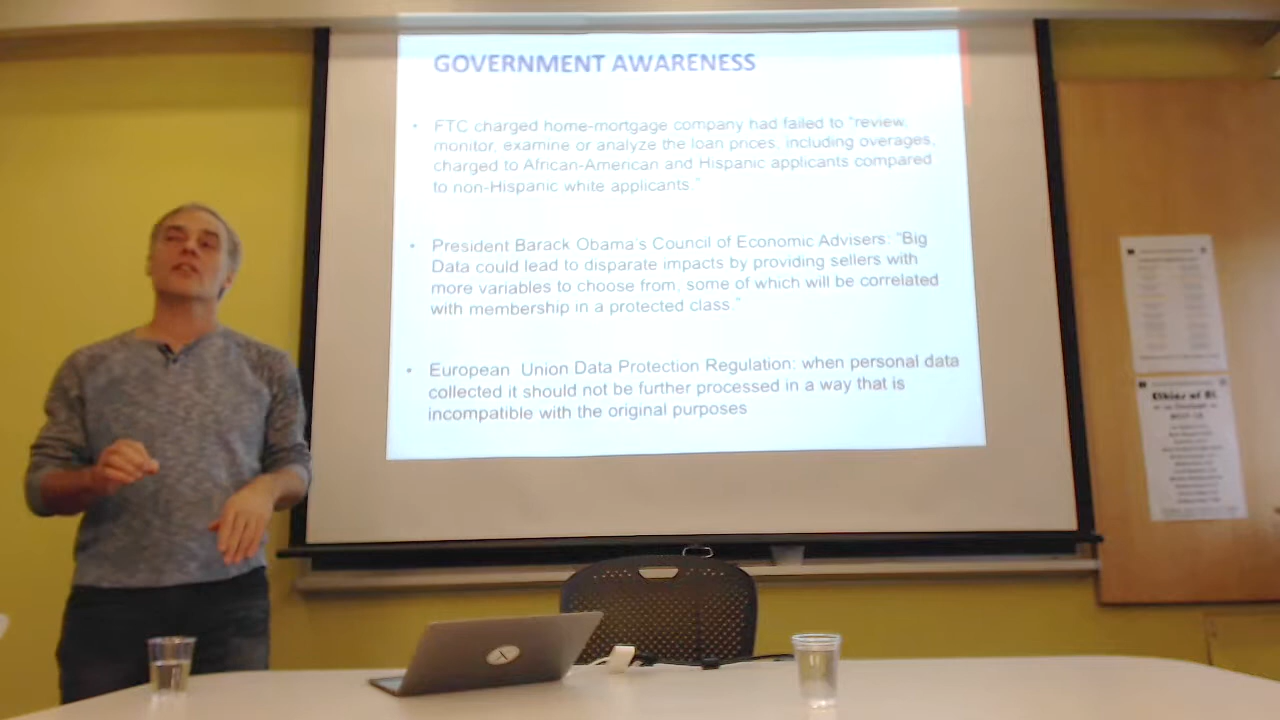 GOVERNMENT AWARENESS
• FTC charged home-mortgage company had failed to "review,
monitor, examine or analyze the loan prices, including overages,
charged to African-American and Hispanic applicants compared
to non-Hispanic white applicants."
• President Barack Obama's Council of Economic Advisers: "Big
Data could lead to disparate impacts by providing sellers with
more variables to choose from, some of which will be correlated
with membership in a protected class."
• European Union Data Protection Regulation: when personal data
collected it should not be further processed in a way that is
incompatible with the original purposes
Ethics of AI